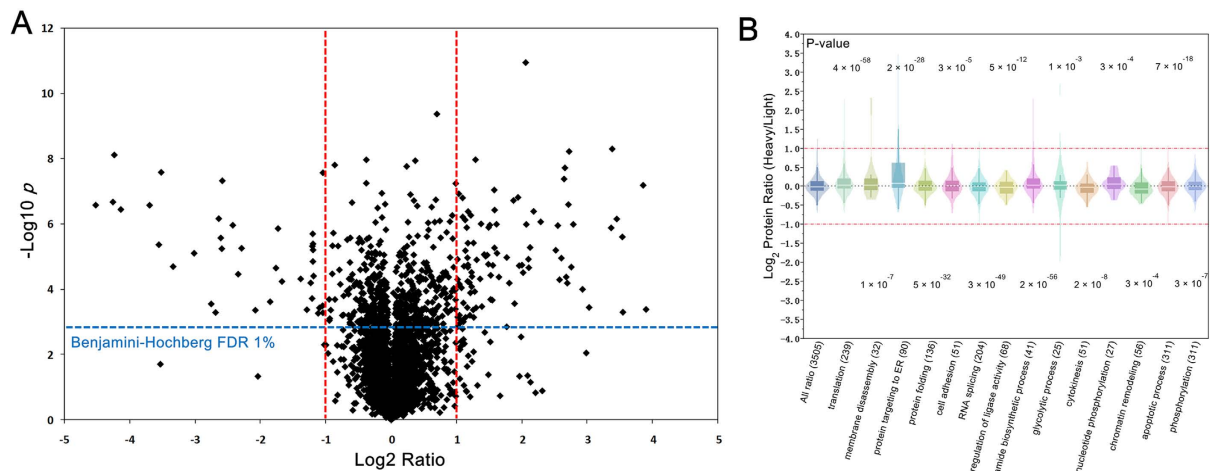 A
12
10
8
6
4
2
0
-5
-4
-3
-2
-1
0
1
2
3
4
5
-Log10 p
Log2 Ratio
Benjamini-Hochberg FDR 1%
B
P-value
4.0
3.5
3.0
2.5
2.0
1.5
1.0
0.5
0.0
-0.5
-1.0
-1.5
-2.0
-2.5
-3.0
-3.5
-4.0
Log2 Protein Ratio (Heavy/Light)
4 × 10-58
2 × 10-28
3 × 10-5
5 × 10-12
1 × 10-3
3 × 10-4
7 × 10-18
1 × 10-7
5 × 10-32
3 × 10-49
2 × 10-56
2 × 10-8
3 × 10-4
3 × 10-7
All ratio (3505)
translation (239)
membrane disassembly (32)
protein targeting to ER (90)
protein folding (136)
cell adhesion (51)
RNA splicing (204)
regulation of ligase activity (68)
amide biosynthetic process (41)
glycolytic process (25)
cytokinesis (51)
nucleotide phosphorylation (27)
chromatin remodeling (56)
apoptotic process (311)
phosphorylation (311)